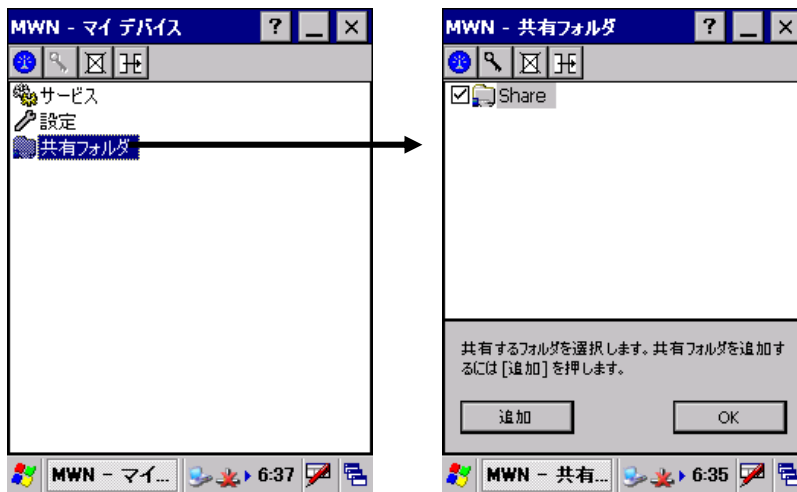 MWN - マイ デバイス
サービス
設定
共有フォルダ
MWN - マイ...
6:37
MWN - 共有フォルダ
Share
共有するフォルダを選択します。共有フォルダを追加す
るには [追加] を押します。
追加
OK
MWN - 共有...
6:35